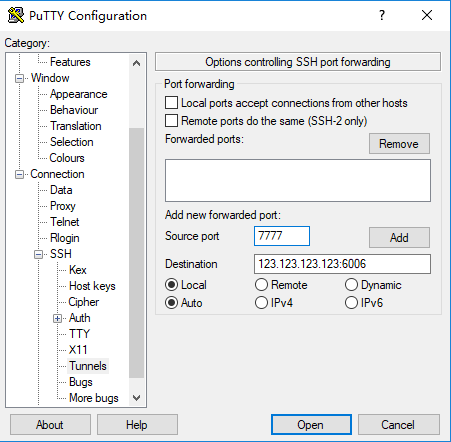 PuTTY Configuration
?
Category:
Features
Window
Appearance
Behaviour
Translation
Selection
Colours
Connection
Data
Proxy
Telnet
Rlogin
SSH
Kex
Host keys
Cipher
Auth
TTY
X11
Tunnels
Bugs
More bugs
Options controlling SSH port forwarding
Port forwarding
Local ports accept connections from other hosts
Remote ports do the same (SSH-2 only)
Forwarded ports:
Remove
Add new forwarded port:
Source port 7777 Add
Destination 123.123.123.123:6006
Local Remote Dynamic
Auto IPv4 IPv6
About Help Open Cancel